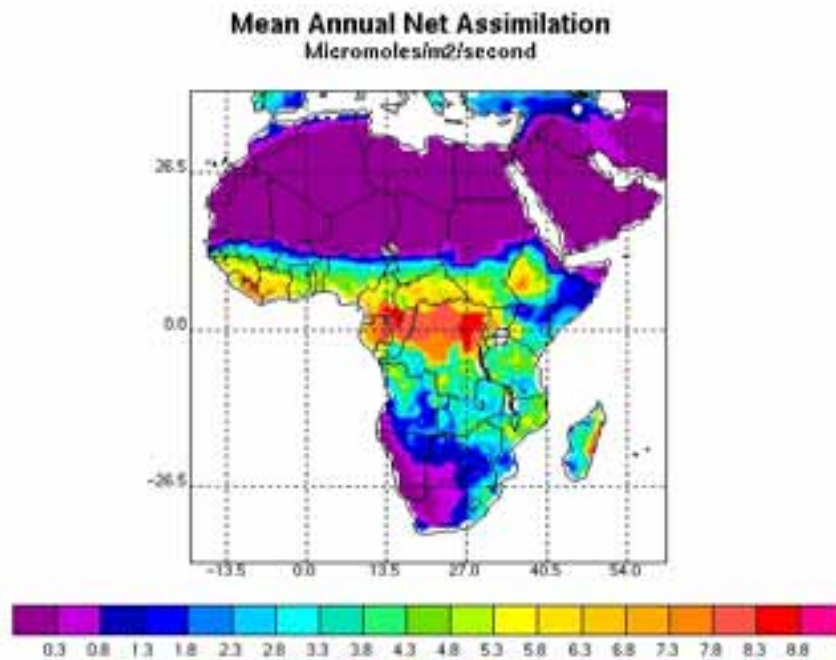 Mean Annual Net Assimilation
Micromoles/m2/second
26.5
0.0
-26.5
-13.5 0.0 13.5 27.0 40.5 54.0
0.3 0.8 1.3 1.8 2.3 2.8 3.3 3.8 4.3 4.8 5.3 5.8 6.3 6.8 7.3 7.8 8.3 8.8